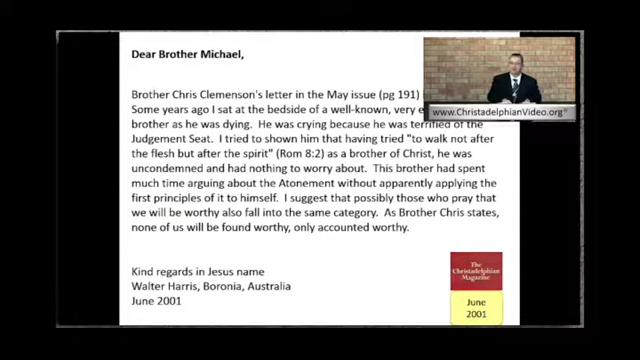 Dear Brother Michael,
Brother Chris Clemenson's letter in the May issue (pg 191)
Some years ago I sat at the bedside of a well-known, very
brother as he was dying. He was crying because he was terrified of the
Judgement Seat. I tried to shown him that having tried "to walk not after
the flesh but after the spirit" (Rom 8:2) as a brother of Christ, he was
uncondemned and had nothing to worry about. This brother had spent
much time arguing about the Atonement without apparently applying the
first principles of it to himself. I suggest that possibly those who pray that
we will be worthy also fall into the same category. As Brother Chris states,
none of us will be found worthy, only accounted worthy.
Kind regards in Jesus name
Walter Harris, Boronia, Australia
June 2001
www.ChristadelphianVideo.org
The
Christadelphian
Magazine
June
2001